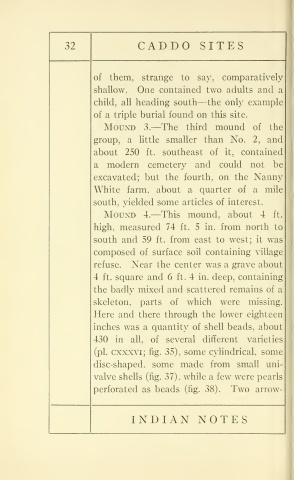 32
CADDO SITES
of them, strange to say, comparatively
shallow. One contained two adults and a
child, all heading south—the only example
of a triple burial found on this site.
MOUND 3.—The third mound of the
group, a little smaller than No. 2, and
about 250 ft. southeast of it, contained
a modern cemetery and could not be
excavated; but the fourth, on the Nanny
White farm, about a quarter of a mile
south, yielded some articles of interest.
MOUND 4.—This mound, about 4 ft.
high, measured 74 ft. 5 in. from north to
south and 59 ft. from east to west; it was
composed of surface soil containing village
refuse. Near the center was a grave about
4 ft. square and 6 ft. 4 in. deep, containing
the badly mixed and scattered remains of a
skeleton, parts of which were missing.
Here and there through the lower eighteen
inches was a quantity of shell beads, about
430 in all, of several different varieties
(pl. CXXXVI; fig. 35), some cylindrical, some
disc-shaped, some made from small uni-
valve shells (fig. 37), while a few were pearls
perforated as beads (fig. 38). Two arrow-
INDIAN NOTES